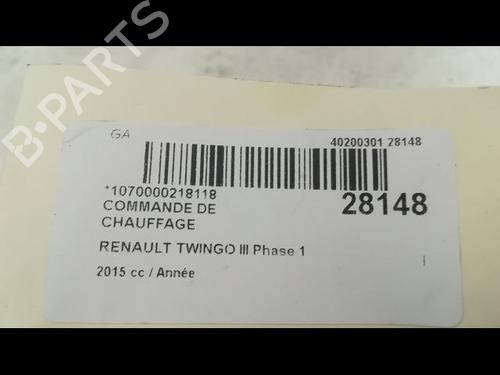 B-PARTS
GA
40200301 28148
*1070000218118
28148
COMMANDE DE
CHAUFFAGE
RENAULT TWINGO III Phase 1
2015 cc / Année